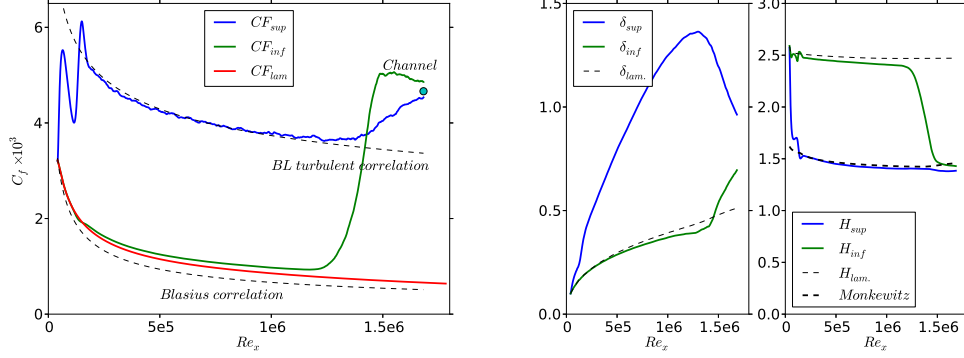 6
4
2
0
C_f ×10^3
CF_sup
CF_inf
CF_lam
Channel
BL turbulent correlation
Blasius correlation
0 5e5 1e6 1.5e6
Re_x
1.5
1.0
0.5
0.0
δ_sup
δ_inf
δ_lam.
0 5e5 1e6 1.5e6
Re_x
3.0
2.5
2.0
1.5
1.0
0.5
0.0
H_sup
H_inf
H_lam.
Monkewitz
0 5e5 1e6 1.5e6
Re_x